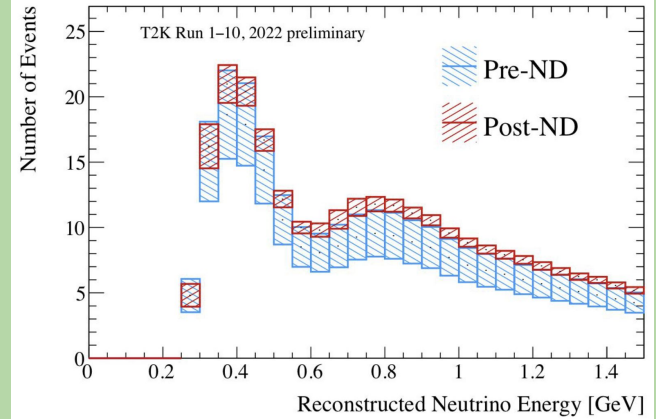 T2K Run 1–10, 2022 preliminary
Pre-ND
Post-ND
Number of Events
25
20
15
10
5
0
0 0.2 0.4 0.6 0.8 1 1.2 1.4
Reconstructed Neutrino Energy [GeV]